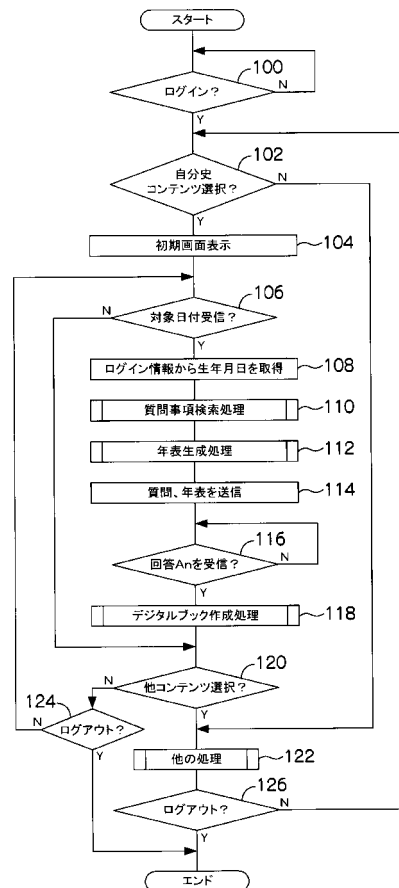 スタート
100
ログイン？
N
Y
102
自分史
コンテンツ選択？
N
Y
初期画面表示
104
106
N
対象日付受信？
Y
ログイン情報から生年月日を取得
108
質問事項検索処理
110
年表生成処理
112
質問、年表を送信
114
116
回答Anを受信？
N
Y
デジタルブック作成処理
118
120
N
他コンテンツ選択？
Y
124
N
ログアウト？
Y
他の処理
122
126
ログアウト？
N
Y
エンド